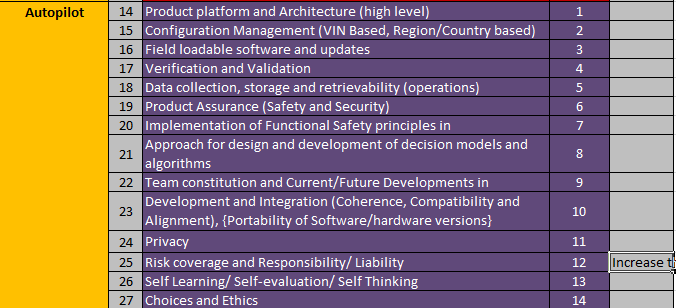 Autopilot
14 Product platform and Architecture (high level) 1
15 Configuration Management (VIN Based, Region/Country based) 2
16 Field loadable software and updates 3
17 Verification and Validation 4
18 Data collection, storage and retrievability (operations) 5
19 Product Assurance (Safety and Security) 6
20 Implementation of Functional Safety principles in 7
21 Approach for design and development of decision models and
algorithms 8
22 Team constitution and Current/Future Developments in 9
23 Development and Integration (Coherence, Compatibility and
Alignment), {Portability of Software/hardware versions} 10
24 Privacy 11
25 Risk coverage and Responsibility/ Liability 12 Increase
26 Self Learning/ Self-evaluation/ Self Thinking 13
27 Choices and Ethics 14